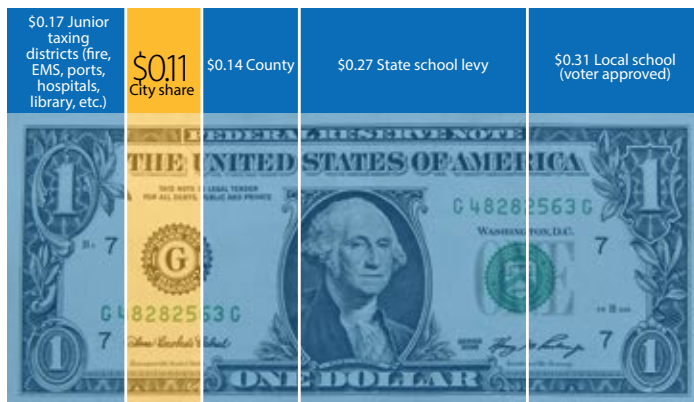 $0.17 Junior
taxing
districts (fire,
EMS, ports,
hospitals,
library, etc.)
$0.11
City share
$0.14 County
$0.27 State school levy
$0.31 Local school
(voter approved)
FEDERAL RESERVE NOTE
THE UNITED STATES OF AMERICA
THIS NOTE IS LEGAL TENDER
FOR ALL DEBTS, PUBLIC AND PRIVATE
1
1
G 48282563 G
WASHINGTON, D.C.
7
7
G
ONE
G 48282563 G
7
7
1
1
ONE DOLLAR